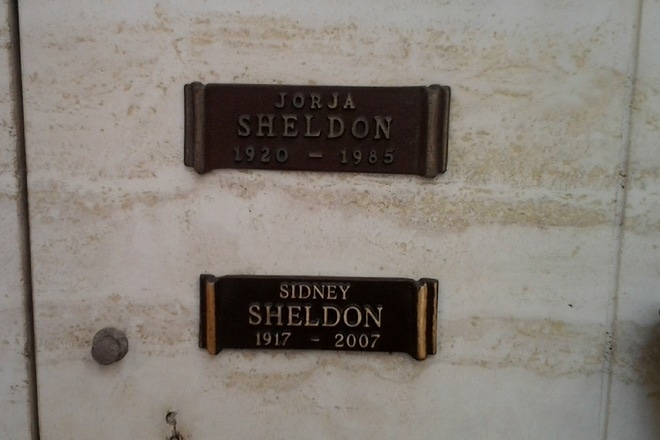 JORJA
SHELDON
1920 - 1985
SIDNEY
SHELDON
1917 - 2007